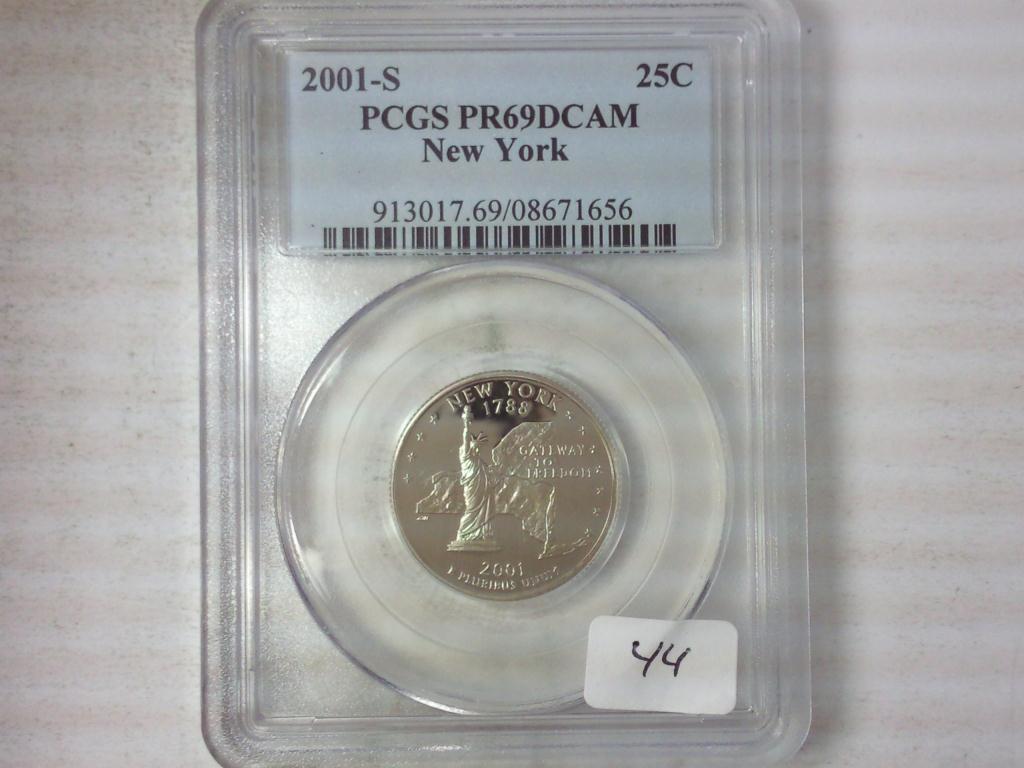 2001-S 25C
PCGS PR69DCAM
New York
913017.69/08671656
NEW YORK
1788
GATEWAY
TO
FREEDOM
2001
E PLURIBUS UNUM
44